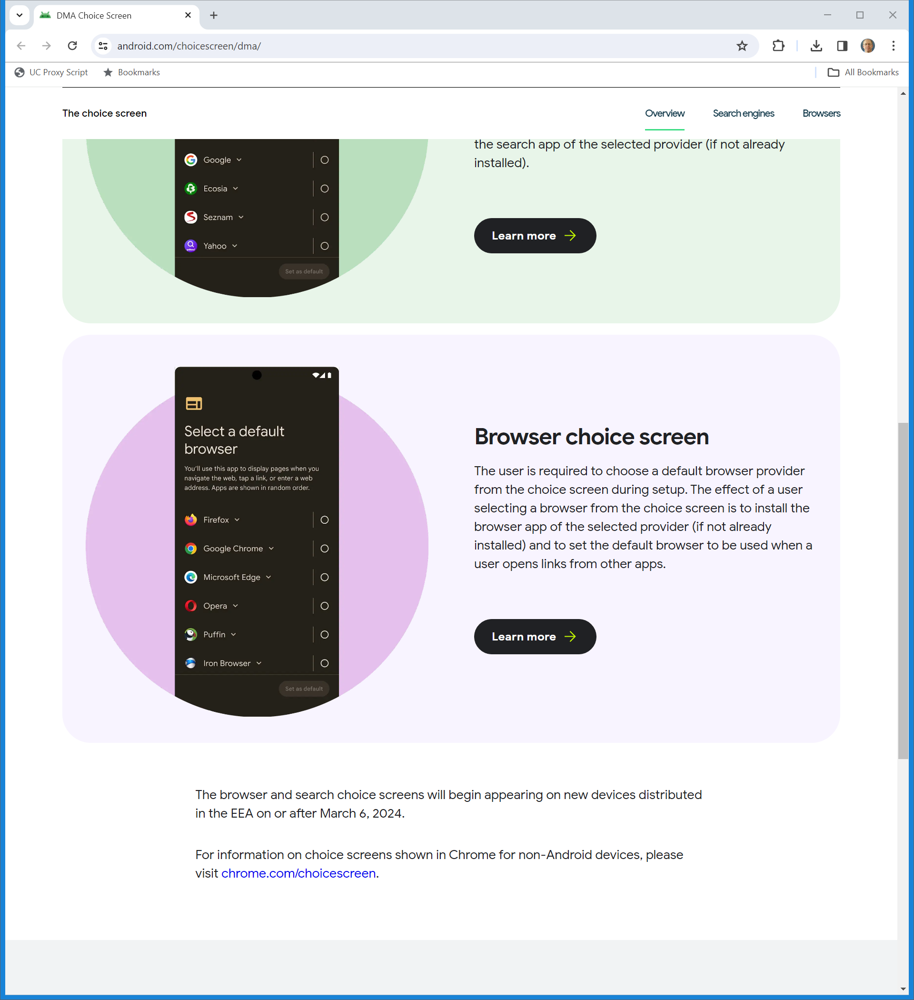 DMA Choice Screen
android.com/choicescreen/dma/
UC Proxy Script
Bookmarks
All Bookmarks
The choice screen
Overview
Search engines
Browsers
Google
Ecosia
Seznam
Yahoo
Set as default
the search app of the selected provider (if not already
installed).
Learn more
Select a default
browser
You'll use this app to display pages when you
navigate the web, tap a link, or enter a web
address. Apps are shown in random order.
Firefox
Google Chrome
Microsoft Edge
Opera
Puffin
Iron Browser
Set as default
Browser choice screen
The user is required to choose a default browser provider
from the choice screen during setup. The effect of a user
selecting a browser from the choice screen is to install the
browser app of the selected provider (if not already
installed) and to set the default browser to be used when a
user opens links from other apps.
Learn more
The browser and search choice screens will begin appearing on new devices distributed
in the EEA on or after March 6, 2024.
For information on choice screens shown in Chrome for non-Android devices, please
visit chrome.com/choicescreen.